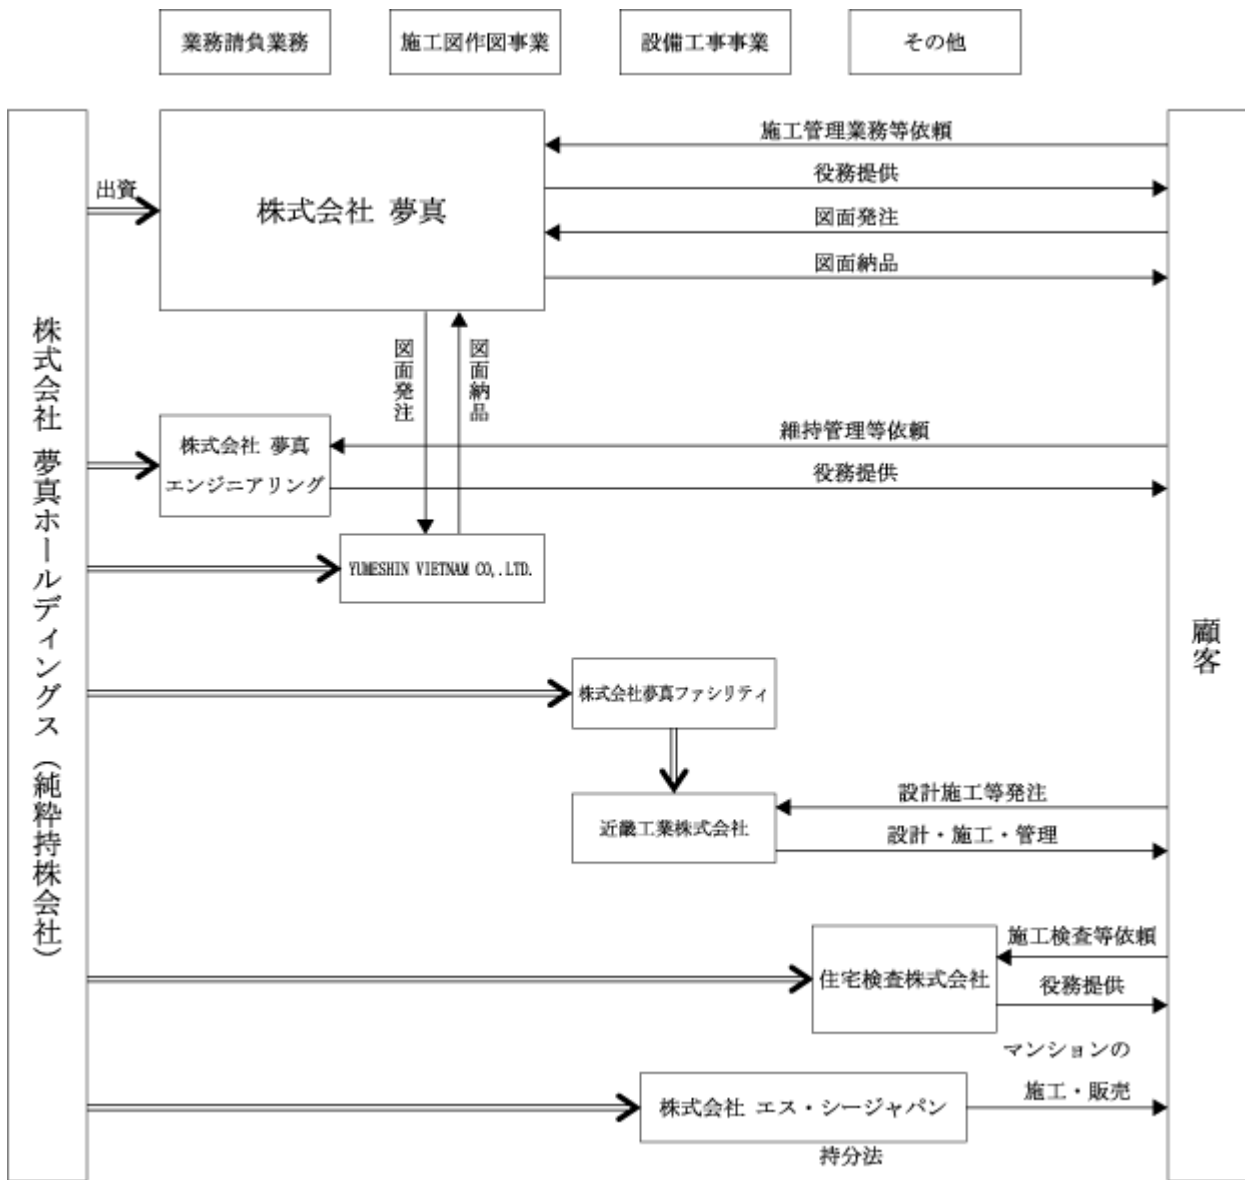 業務請負業務
施工図作図事業
設備工事事業
その他
株式会社 夢真ホールディングス（純粋持株会社）
出資
株式会社 夢真
施工管理業務等依頼
役務提供
図面発注
図面納品
図面発注
図面納品
株式会社 夢真
エンジニアリング
維持管理等依頼
役務提供
YUMESHIN VIETNAM CO,.LTD.
顧客
株式会社夢真ファシリティ
近畿工業株式会社
設計施工等発注
設計・施工・管理
住宅検査株式会社
施工検査等依頼
役務提供
マンションの
施工・販売
株式会社 エス・シージャパン
持分法